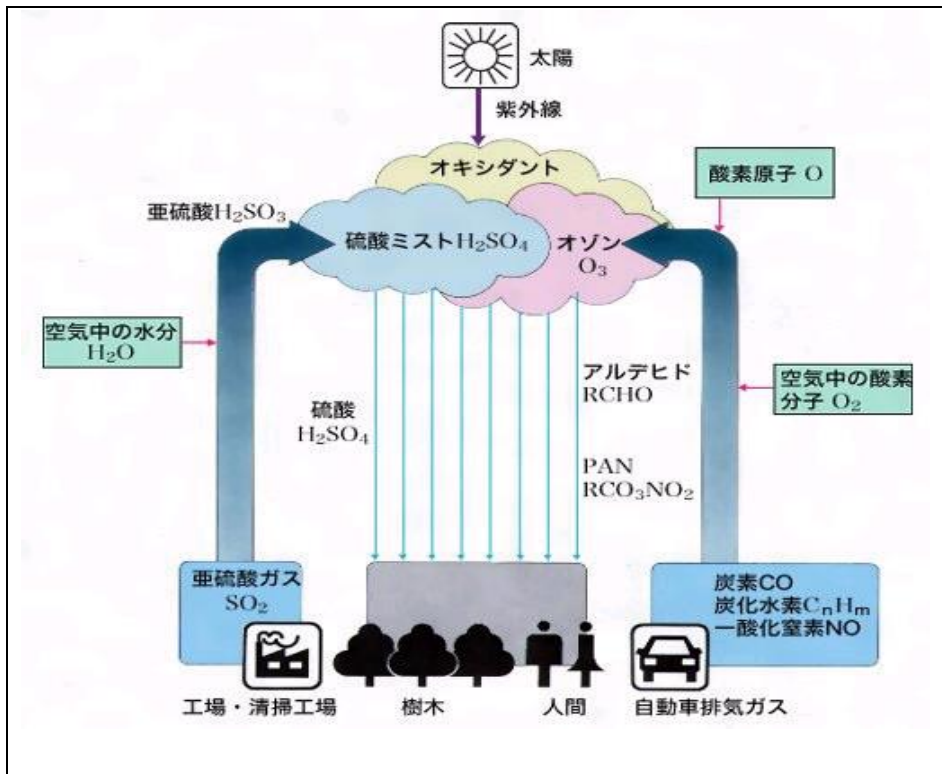 太陽
紫外線
オキシダント
酸素原子 O
亜硫酸H₂SO₃
硫酸ミストH₂SO₄
オゾン
O₃
空気中の水分
H₂O
アルデヒド
RCHO
空気中の酸素
分子 O₂
硫酸
H₂SO₄
PAN
RCO₃NO₂
亜硫酸ガス
SO₂
炭素CO
炭化水素CₙHₘ
一酸化窒素NO
工場・清掃工場
樹木
人間
自動車排気ガス